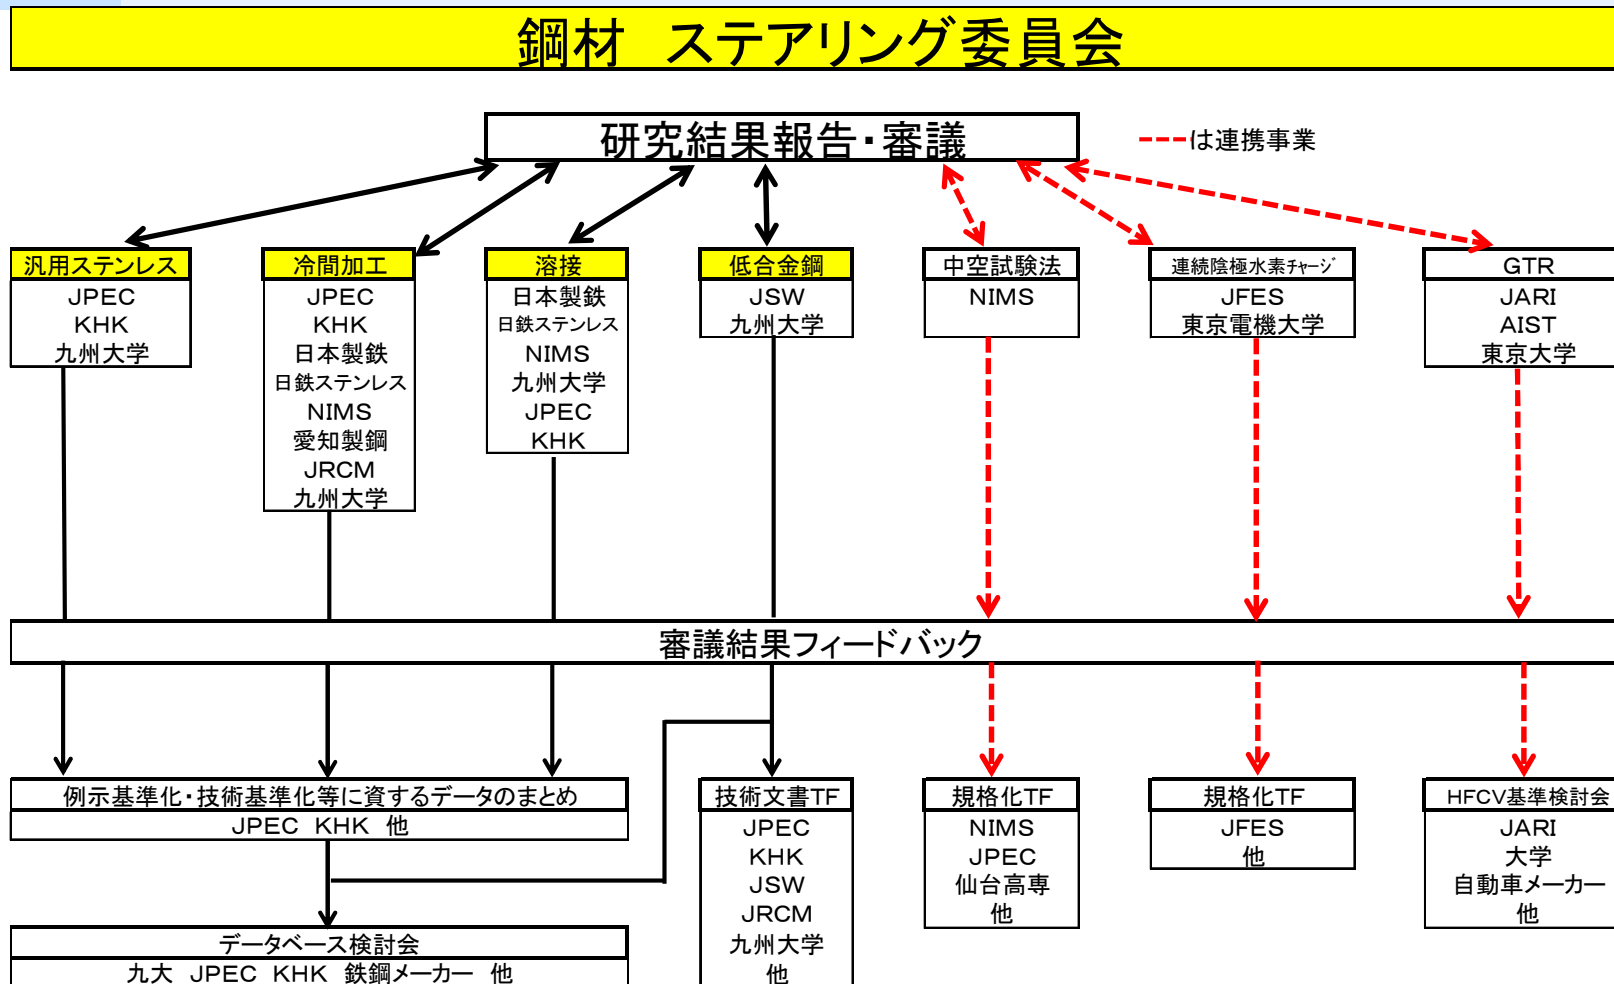 鋼材　ステアリング委員会
研究結果報告・審議
は連携事業
汎用ステンレス
JPEC
KHK
九州大学
冷間加工
JPEC
KHK
日本製鉄
日鉄ステンレス
NIMS
愛知製鋼
JRCM
九州大学
溶接
日本製鉄
日鉄ステンレス
NIMS
九州大学
JPEC
KHK
低合金鋼
JSW
九州大学
中空試験法
NIMS
連続陰極水素ﾁｬｰｼﾞ
JFES
東京電機大学
GTR
JARI
AIST
東京大学
審議結果フィードバック
例示基準化・技術基準化等に資するデータのまとめ
JPEC KHK 他
データベース検討会
九大 JPEC KHK 鉄鋼メーカー 他
技術文書TF
JPEC
KHK
JSW
JRCM
九州大学
他
規格化TF
NIMS
JPEC
仙台高専
他
規格化TF
JFES
他
HFCV基準検討会
JARI
大学
自動車メーカー
他